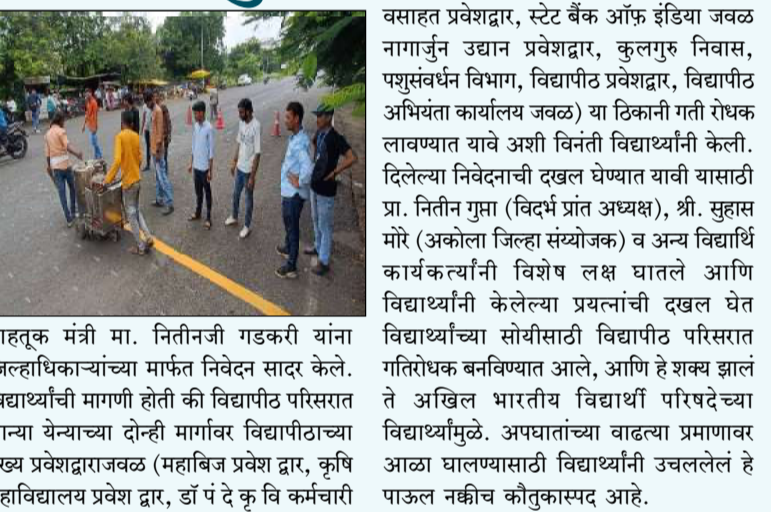 वाहतूक मंत्री मा. नितीनजी गडकरी यांना
जिल्हाधिकाऱ्यांच्या मार्फत निवेदन सादर केले.
विद्यार्थ्यांची मागणी होती की विद्यापीठ परिसरात
येन्याच्या दोन्ही मार्गावर विद्यापीठाच्या
प्रवेशद्वाराजवळ (महाबिज प्रवेश द्वार, कृषि
महाविद्यालय प्रवेश द्वार, डॉ पं दे कृ वि कर्मचारी
वसाहत प्रवेशद्वार, स्टेट बैंक ऑफ़ इंडिया जवळ
नागार्जुन उद्यान प्रवेशद्वार, कुलगुरु निवास,
पशुसंवर्धन विभाग, विद्यापीठ प्रवेशद्वार, विद्यापीठ
अभियंता कार्यालय जवळ) या ठिकानी गती रोधक
लावण्यात यावे अशी विनंती विद्यार्थ्यांनी केली.
दिलेल्या निवेदनाची दखल घेण्यात यावी यासाठी
प्रा. नितीन गुप्ता (विदर्भ प्रांत अध्यक्ष), श्री. सुहास
मोरे (अकोला जिल्हा संय्योजक) व अन्य विद्यार्थि
कार्यकर्त्यांनी विशेष लक्ष घातले आणि
विद्यार्थ्यांनी केलेल्या प्रयत्नांची दखल घेत
विद्यार्थ्यांच्या सोयीसाठी विद्यापीठ परिसरात
गतिरोधक बनविण्यात आले, आणि हे शक्य झालं
ते अखिल भारतीय विद्यार्थी परिषदेच्या
विद्यार्थ्यांमुळे. अपघातांच्या वाढत्या प्रमाणावर
आळा घालण्यासाठी विद्यार्थ्यांनी उचललेलं हे
पाऊल नक्कीच कौतुकास्पद आहे.